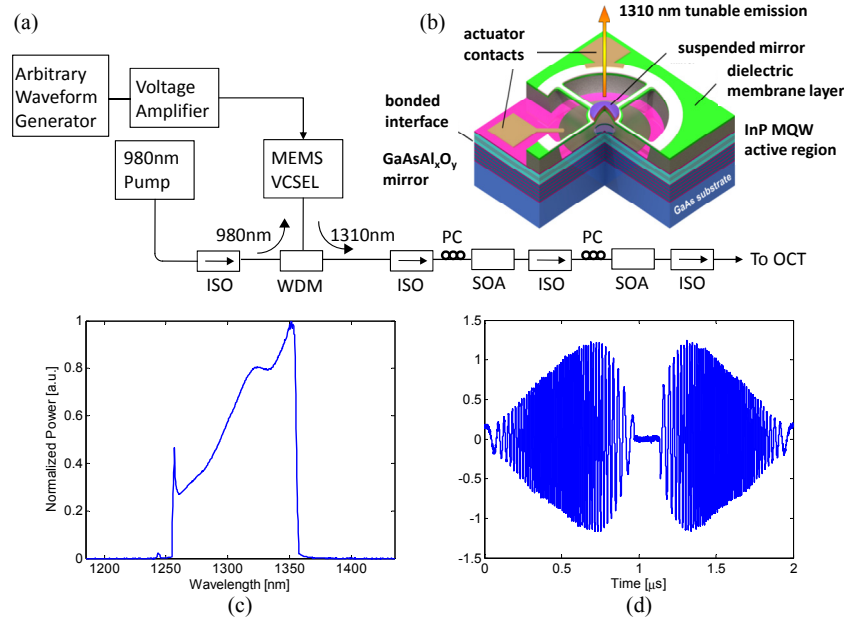 (a)
Arbitrary
Waveform
Generator
Voltage
Amplifier
980nm
Pump
MEMS
VCSEL
980nm
1310nm
ISO
WDM
ISO
PC
SOA
ISO
PC
SOA
ISO
To OCT
(b)
1310 nm tunable emission
actuator
contacts
suspended mirror
dielectric
membrane layer
bonded
interface
InP MQW
active region
GaAsAlxOy
mirror
GaAs substrate
Normalized Power [a.u.]
1
0.8
0.6
0.4
0.2
0
1200
1250
1300
1350
1400
Wavelength [nm]
(c)
1.5
1
0.5
0
-0.5
-1
-1.5
0
0.5
1
1.5
2
Time [μs]
(d)